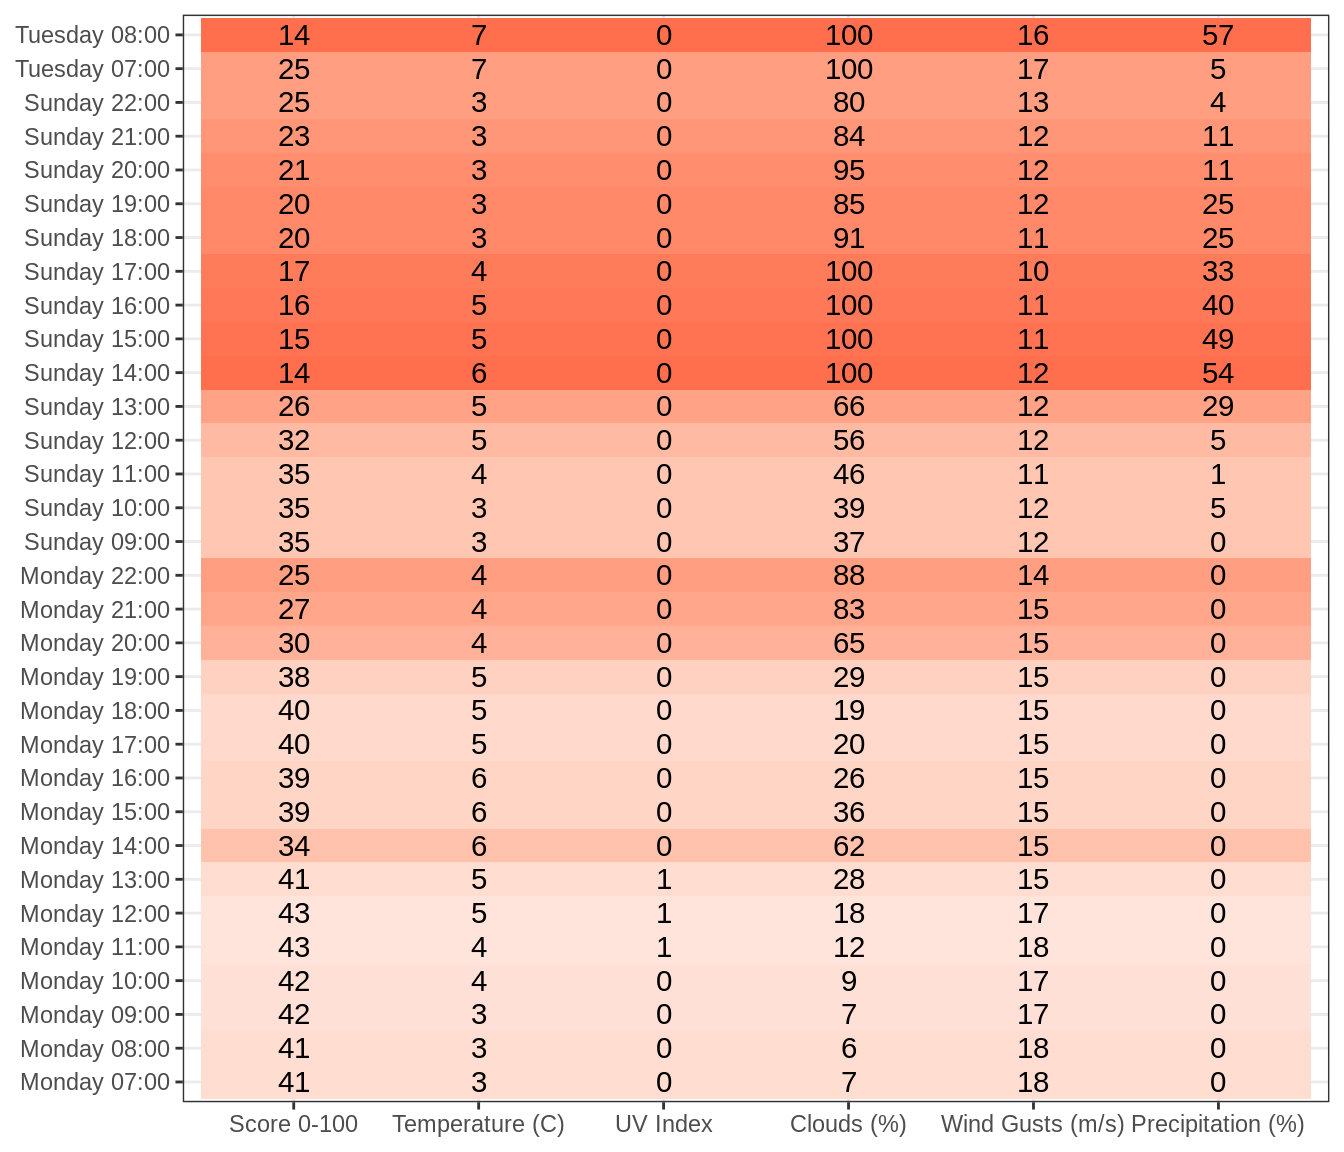 Tuesday 08:00 14 7 0 100 16 57
Tuesday 07:00 25 7 0 100 17 5
Sunday 22:00 25 3 0 80 13 4
Sunday 21:00 23 3 0 84 12 11
Sunday 20:00 21 3 0 95 12 11
Sunday 19:00 20 3 0 85 12 25
Sunday 18:00 20 3 0 91 11 25
Sunday 17:00 17 4 0 100 10 33
Sunday 16:00 16 5 0 100 11 40
Sunday 15:00 15 5 0 100 11 49
Sunday 14:00 14 6 0 100 12 54
Sunday 13:00 26 5 0 66 12 29
Sunday 12:00 32 5 0 56 12 5
Sunday 11:00 35 4 0 46 11 1
Sunday 10:00 35 3 0 39 12 5
Sunday 09:00 35 3 0 37 12 0
Monday 22:00 25 4 0 88 14 0
Monday 21:00 27 4 0 83 15 0
Monday 20:00 30 4 0 65 15 0
Monday 19:00 38 5 0 29 15 0
Monday 18:00 40 5 0 19 15 0
Monday 17:00 40 5 0 20 15 0
Monday 16:00 39 6 0 26 15 0
Monday 15:00 39 6 0 36 15 0
Monday 14:00 34 6 0 62 15 0
Monday 13:00 41 5 1 28 15 0
Monday 12:00 43 5 1 18 17 0
Monday 11:00 43 4 1 12 18 0
Monday 10:00 42 4 0 9 17 0
Monday 09:00 42 3 0 7 17 0
Monday 08:00 41 3 0 6 18 0
Monday 07:00 41 3 0 7 18 0
Score 0-100 Temperature (C) UV Index Clouds (%) Wind Gusts (m/s) Precipitation (%)